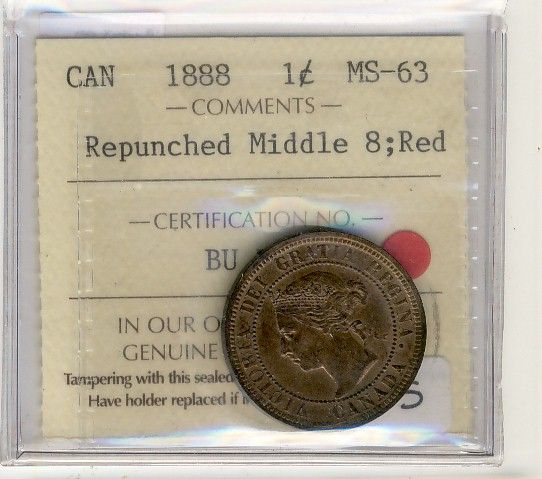 CAN 1888 1¢ MS-63
— COMMENTS —
Repunched Middle 8;Red
— CERTIFICATION NO. —
BU
IN OUR
GENUINE
Tampering with this sealed
Have holder replaced if
S
VICTORIA DEI GRATIA REGINA. CANADA